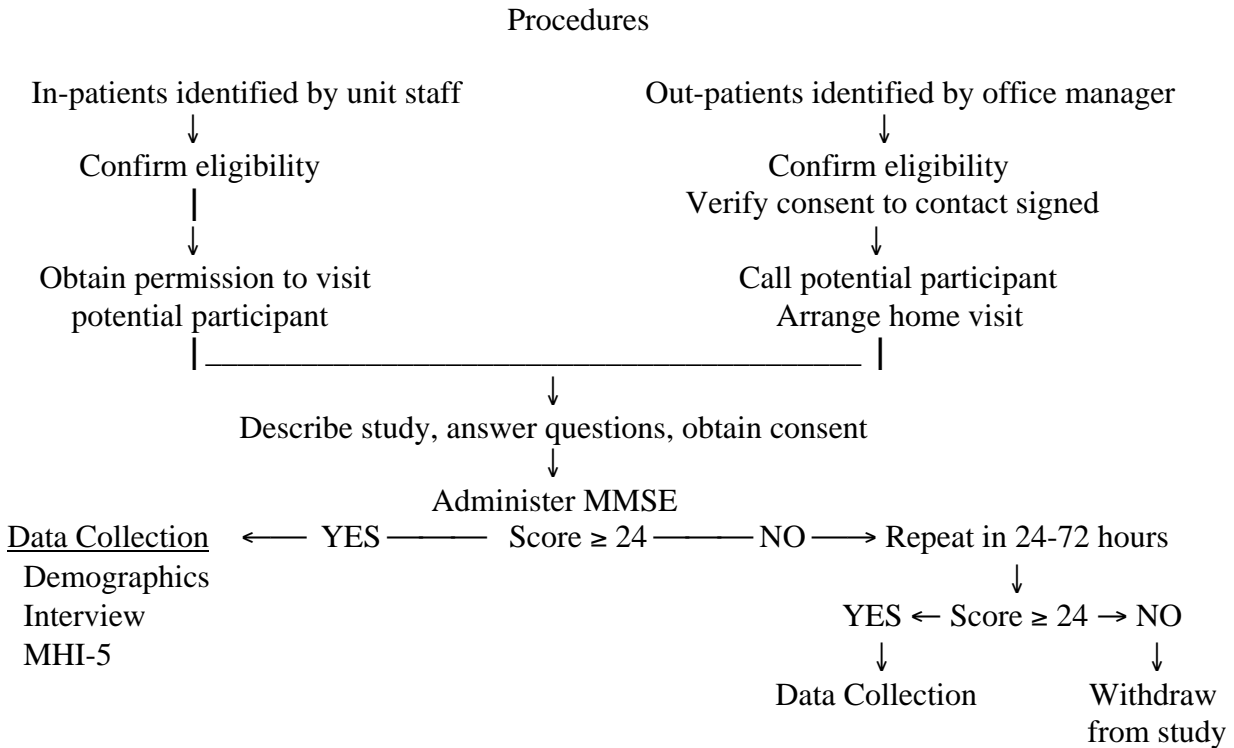 Procedures
In-patients identified by unit staff
Out-patients identified by office manager
Confirm eligibility
Confirm eligibility
Verify consent to contact signed
Obtain permission to visit
potential participant
Call potential participant
Arrange home visit
Describe study, answer questions, obtain consent
Administer MMSE
Data Collection ← YES Score ≥ 24 NO → Repeat in 24-72 hours
Demographics
Interview
MHI-5
YES ← Score ≥ 24 → NO
Data Collection
Withdraw
from study